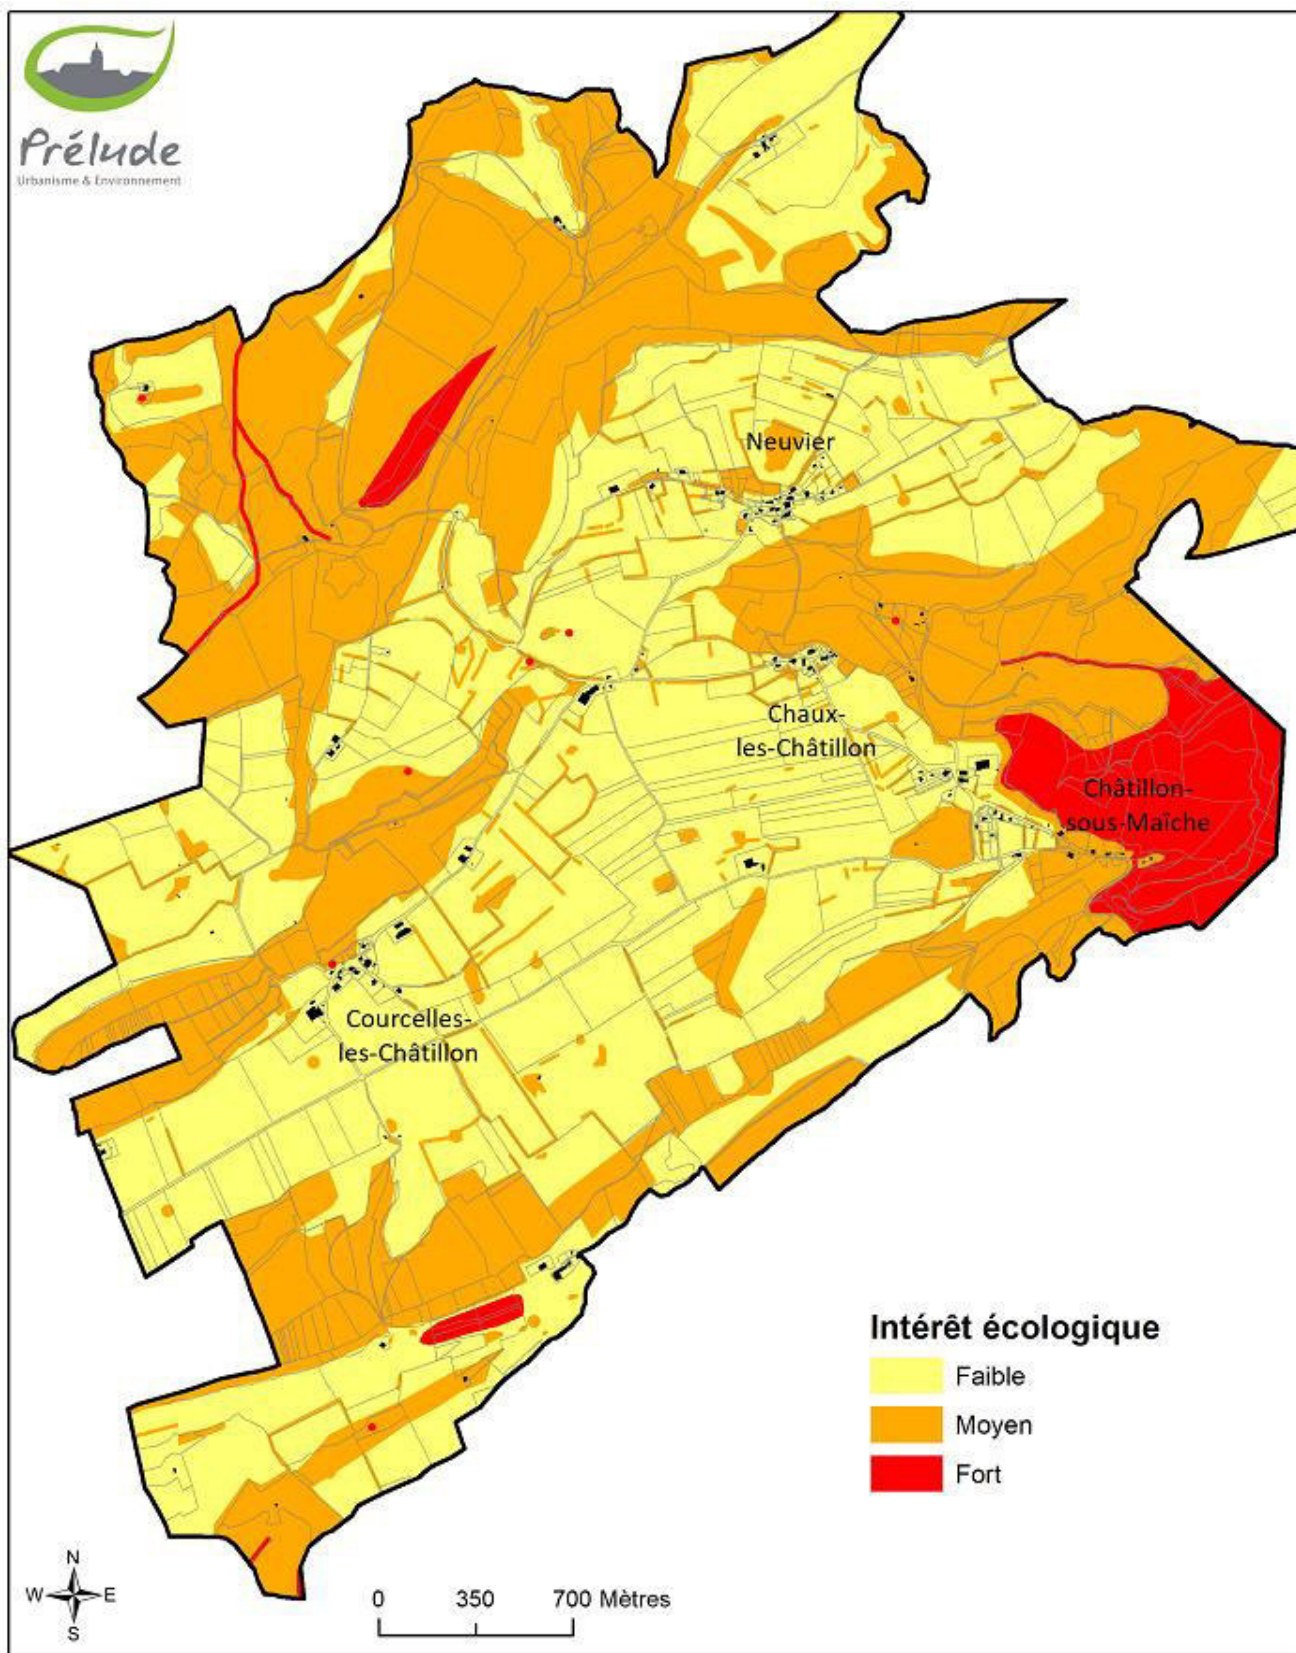 Prélude
Urbanisme & Environnement
Neuvier
Chaux-
les-Châtillon
Châtillon-
sous-Maîche
Courcelles-
les-Châtillon
Intérêt écologique
Faible
Moyen
Fort
N
W E
S
0 350 700 Mètres